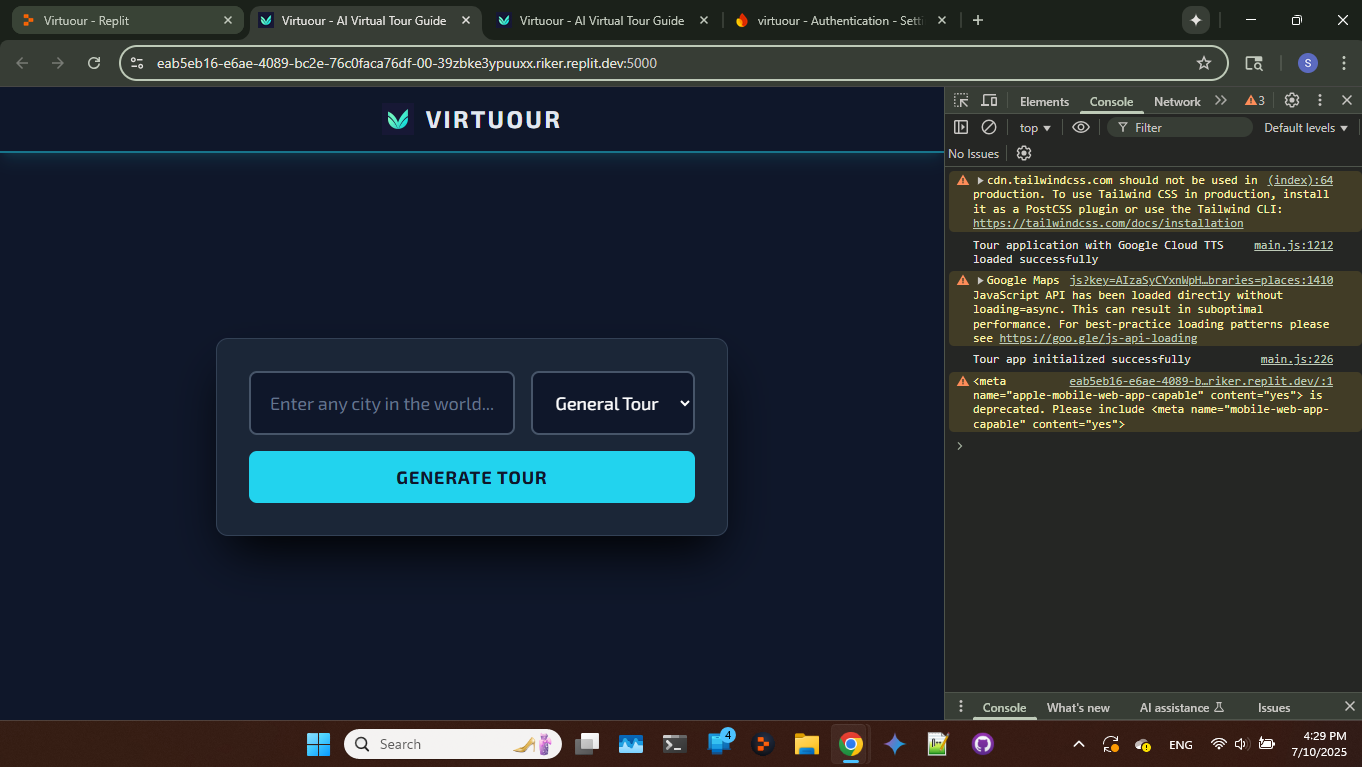 Virtuour - Replit
Virtuour - AI Virtual Tour Guide
Virtuour - AI Virtual Tour Guide
virtuour - Authentication - Setti
eab5eb16-e6ae-4089-bc2e-76c0faca76df-00-39zbke3ypuuxx.riker.replit.dev:5000
S
VIRTUOUR
Enter any city in the world...
General Tour
GENERATE TOUR
Elements Console Network 3
top Filter Default levels
No Issues
cdn.tailwindcss.com should not be used in (index):64
production. To use Tailwind CSS in production, install
it as a PostCSS plugin or use the Tailwind CLI:
https://tailwindcss.com/docs/installation
Tour application with Google Cloud TTS main.js:1212
loaded successfully
Google Maps js?key=AIzaSyCYxnWpH…braries=places:1410
JavaScript API has been loaded directly without
loading=async. This can result in suboptimal
performance. For best-practice loading patterns please
see https://goo.gle/js-api-loading
Tour app initialized successfully main.js:226
<meta eab5eb16-e6ae-4089-b…riker.replit.dev/:1
name="apple-mobile-web-app-capable" content="yes"> is
deprecated. Please include <meta name="mobile-web-app-
capable" content="yes">
Console What's new AI assistance Issues
Search
4
ENG
4:29 PM
7/10/2025